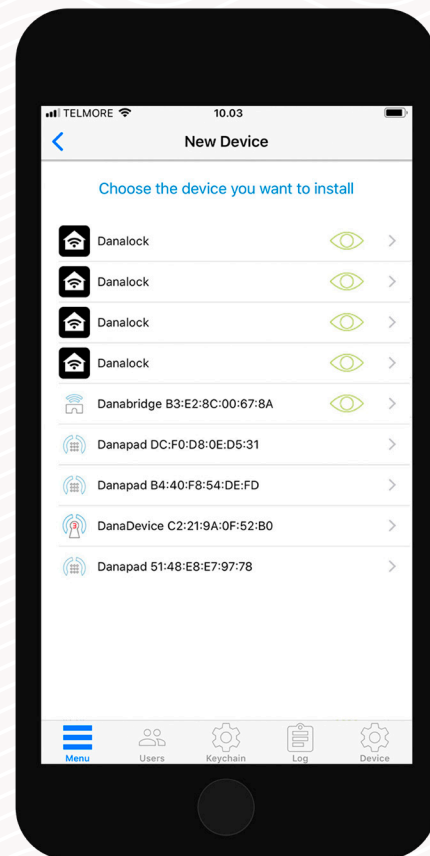 TELMORE 10.03
New Device
Choose the device you want to install
Danalock
Danalock
Danalock
Danalock
Danabridge B3:E2:8C:00:67:8A
Danapad DC:F0:D8:0E:D5:31
Danapad B4:40:F8:54:DE:FD
3 DanaDevice C2:21:9A:0F:52:B0
Danapad 51:48:E8:E7:97:78
Menu Users Keychain Log Device